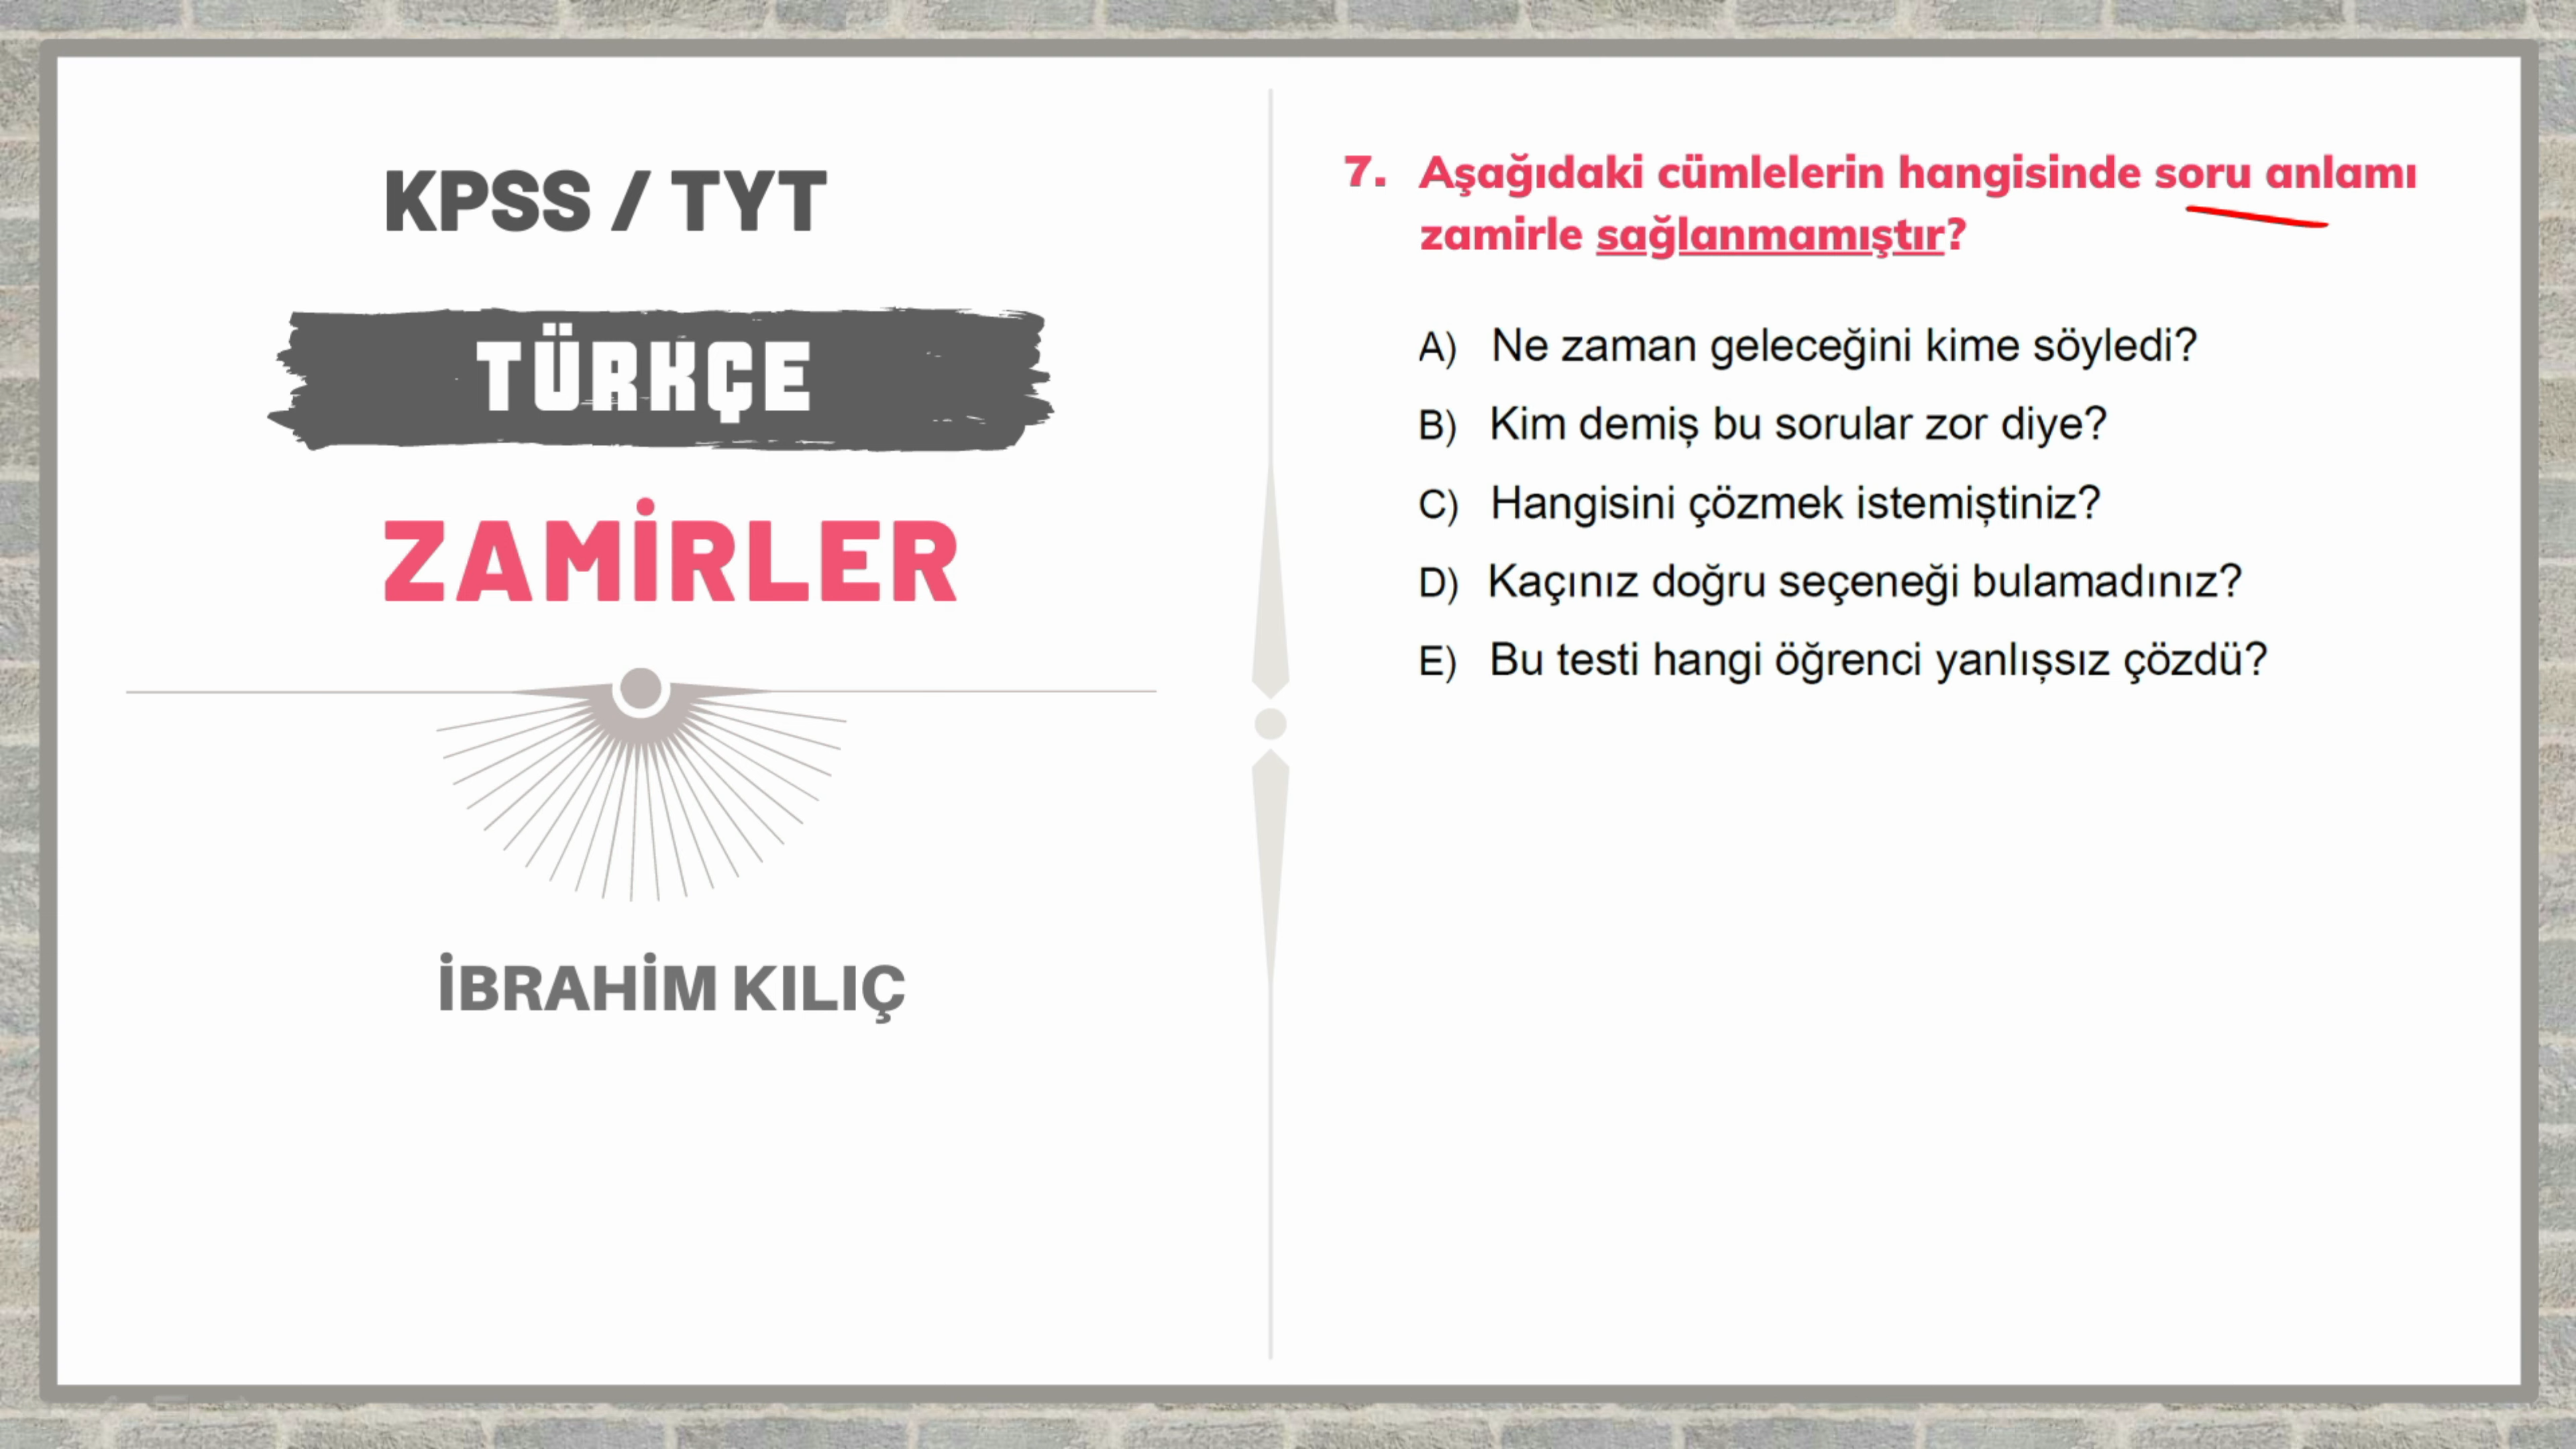 KPSS / TYT
TÜRKÇE
ZAMİRLER
İBRAHİM KILIÇ
7. Aşağıdaki cümlelerin hangisinde soru anlamı
zamirle sağlanmamıştır?
A) Ne zaman geleceğini kime söyledi?
B) Kim demiş bu sorular zor diye?
C) Hangisini çözmek istemiştiniz?
D) Kaçınız doğru seçeneği bulamadınız?
E) Bu testi hangi öğrenci yanlışsız çözdü?